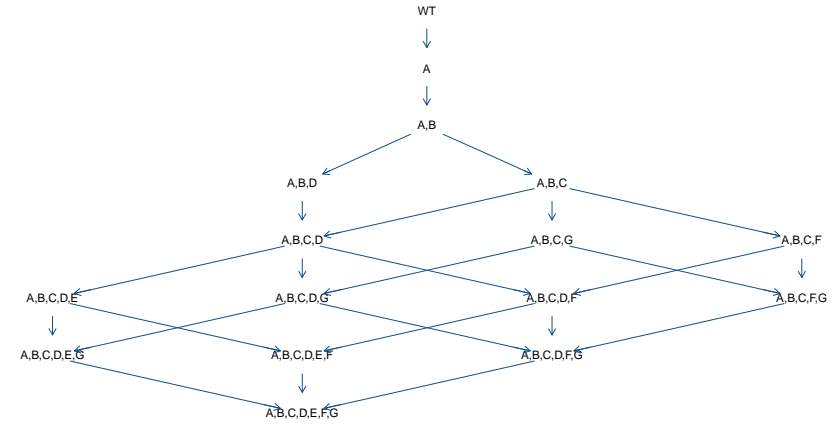 WT
A
A,B
A,B,D
A,B,C
A,B,C,D
A,B,C,G
A,B,C,F
A,B,C,D,E
A,B,C,D,G
A,B,C,D,F
A,B,C,F,G
A,B,C,D,E,G
A,B,C,D,E,F
A,B,C,D,F,G
A,B,C,D,E,F,G